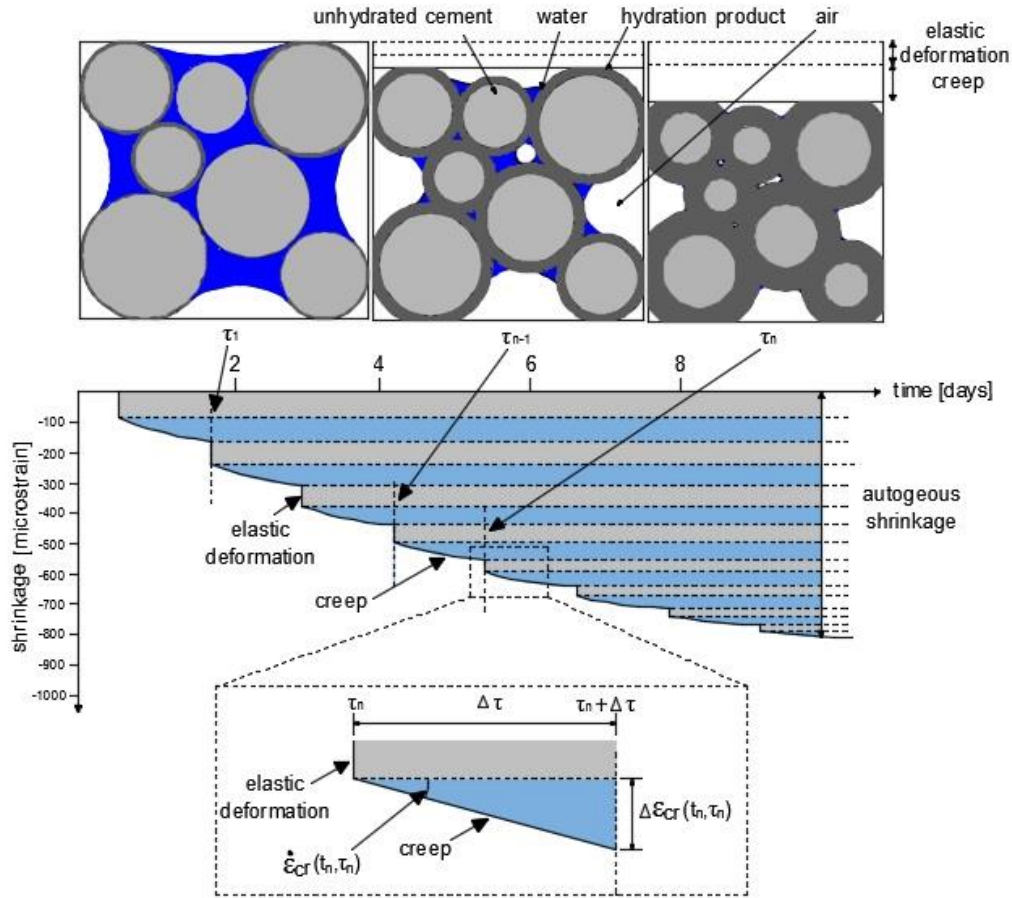 unhydrated cement
water
hydration product
air
elastic
deformation
creep
τ1
τn-1
τn
2
4
6
8
time [days]
-100
-200
-300
-400
-500
-600
-700
-800
-900
-1000
shrinkage [microstrain]
elastic
deformation
creep
autogeous
shrinkage
τn
Δτ
τn+Δτ
elastic
deformation
creep
Δεcr(tn,τn)
ε̇cr(tn,τn)